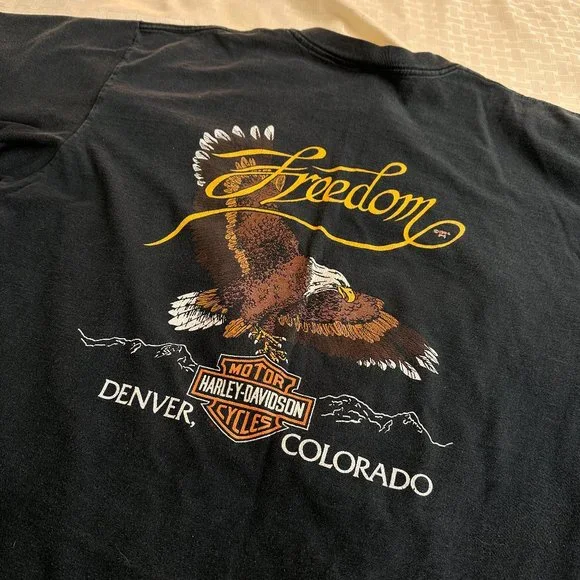 Freedom
MOTOR
HARLEY-DAVIDSON
CYCLES
DENVER,
COLORADO